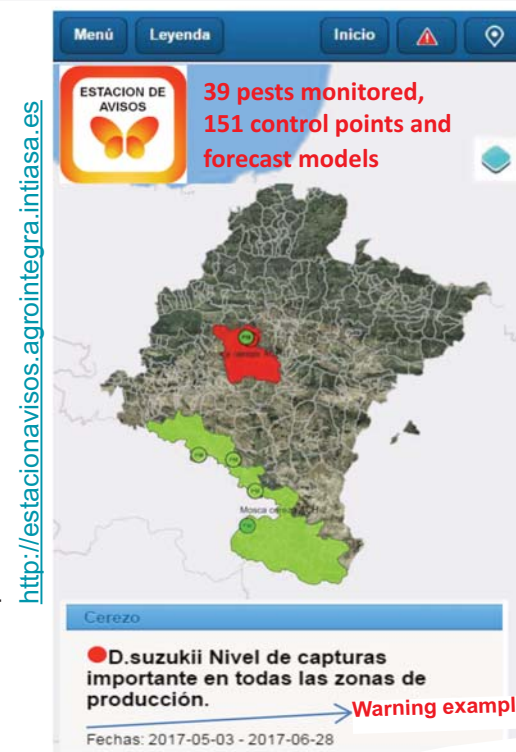 http://estacionavisos.agrointegra.intiasa.es
Menú
Leyenda
Inicio
ESTACION DE
AVISOS
39 pests monitored,
151 control points and
forecast models
Mosca cereza
Cerezo
D.suzukii Nivel de capturas
importante en todas las zonas de
producción.
Warning exampl
Fechas: 2017-05-03 - 2017-06-28